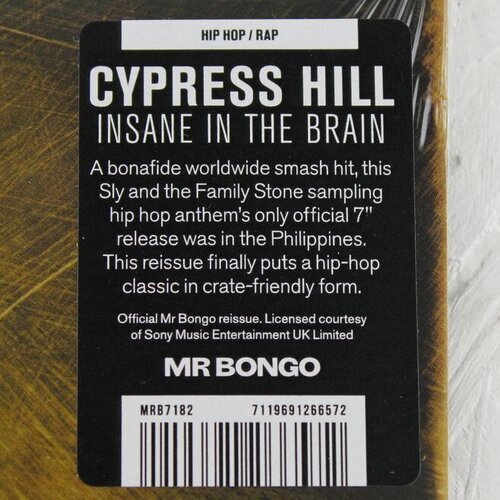 HIP HOP / RAP
CYPRESS HILL
INSANE IN THE BRAIN
A bonafide worldwide smash hit, this
Sly and the Family Stone sampling
hip hop anthem's only official 7"
release was in the Philippines.
This reissue finally puts a hip-hop
classic in crate-friendly form.
Official Mr Bongo reissue. Licensed courtesy
of Sony Music Entertainment UK Limited
MR BONGO
MRB7182 7119691266572